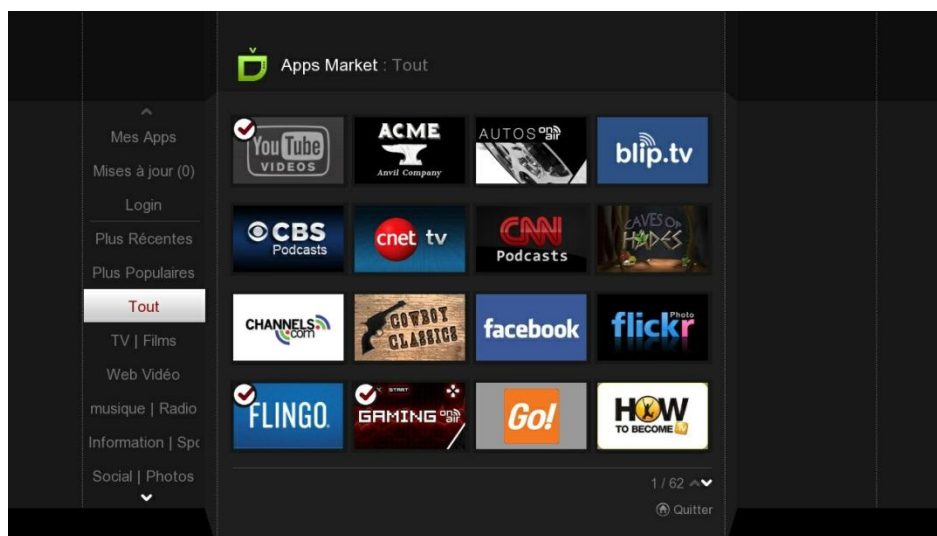 Apps Market : Tout
Mes Apps
Mises à jour (0)
Login
Plus Récentes
Plus Populaires
Tout
TV | Films
Web Vidéo
musique | Radio
Information | Spo
Social | Photos
You Tube
VIDEOS
ACME
Anvil Company
AUTOS on air
blip.tv
CBS
Podcasts
cnet tv
CNN
Podcasts
CAVES OF
HADES
CHANNELS
.com
COWBOY
CLASSICS
facebook
flickr
Photo
FLINGO
START
GAMING on air
Go!
HOW
TO BECOME
1 / 62
Quitter